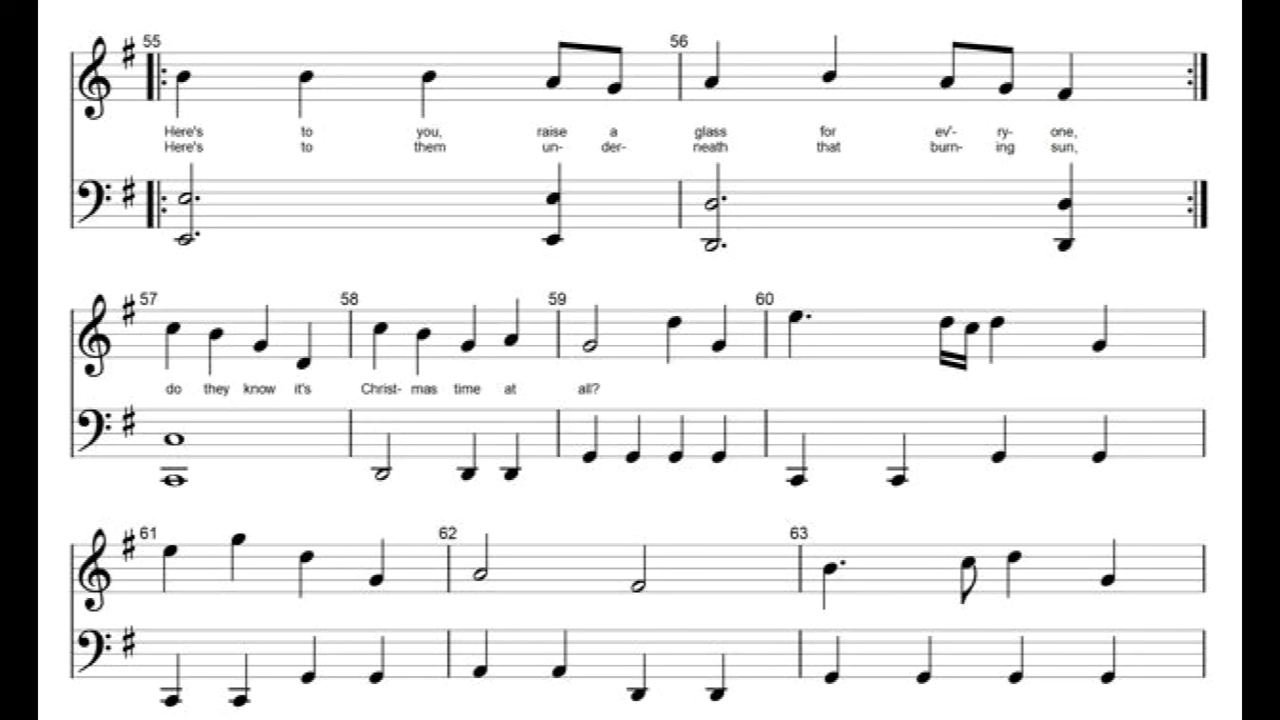 55 56
Here's to you, raise a glass for ev'- ry- one,
Here's to them un- der- neath that burn- ing sun,
57 58 59 60
do they know it's Christ- mas time at all?
61 62 63